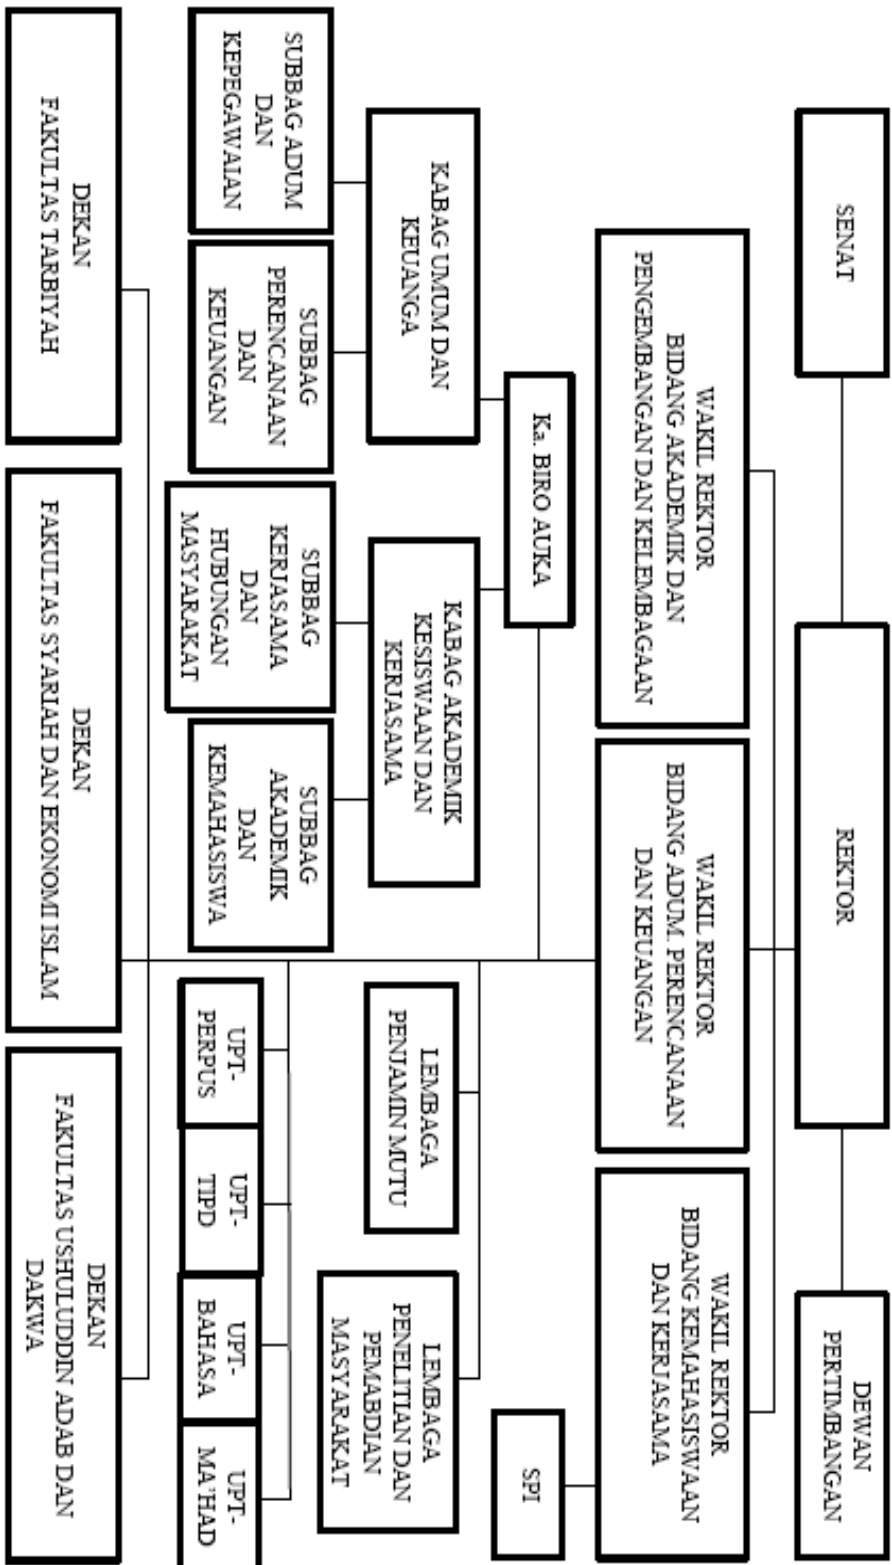 SENAT
REKTOR
DEWAN
PERTIMBANGAN
WAKIL REKTOR
BIDANG AKADEMIK DAN
PENGEMBANGAN DAN KELEMBAGAAN
WAKIL REKTOR
BIDANG ADUM. PERENCANAAN
DAN KEUANGAN
WAKIL REKTOR
BIDANG KEMAHASISWAAN
DAN KERJASAMA
Ka. BIRO AUKA
SPI
KABAG UMUM DAN
KEUANGA
KABAG AKADEMIK
KESISWAAN DAN
KERJASAMA
LEMBAGA
PENJAMIN MUTU
LEMBAGA
PENELITIAN DAN
PEMABDIAN
MASYARAKAT
SUBBAG ADUM
DAN
KEPEGAWAIAN
SUBBAG
PERENCANAAN
DAN
KEUANGAN
SUBBAG
KERJASAMA
DAN
HUBUNGAN
MASYARAKAT
SUBBAG
AKADEMIK
DAN
KEMAHASISWA
UPT-
PERPUS
UPT-
TIPD
UPT-
BAHASA
UPT-
MA'HAD
DEKAN
FAKULTAS TARBIYAH
DEKAN
FAKULTAS SYARIAH DAN EKONOMI ISLAM
DEKAN
FAKULTAS USHULUDDIN ADAB DAN
DAKWA